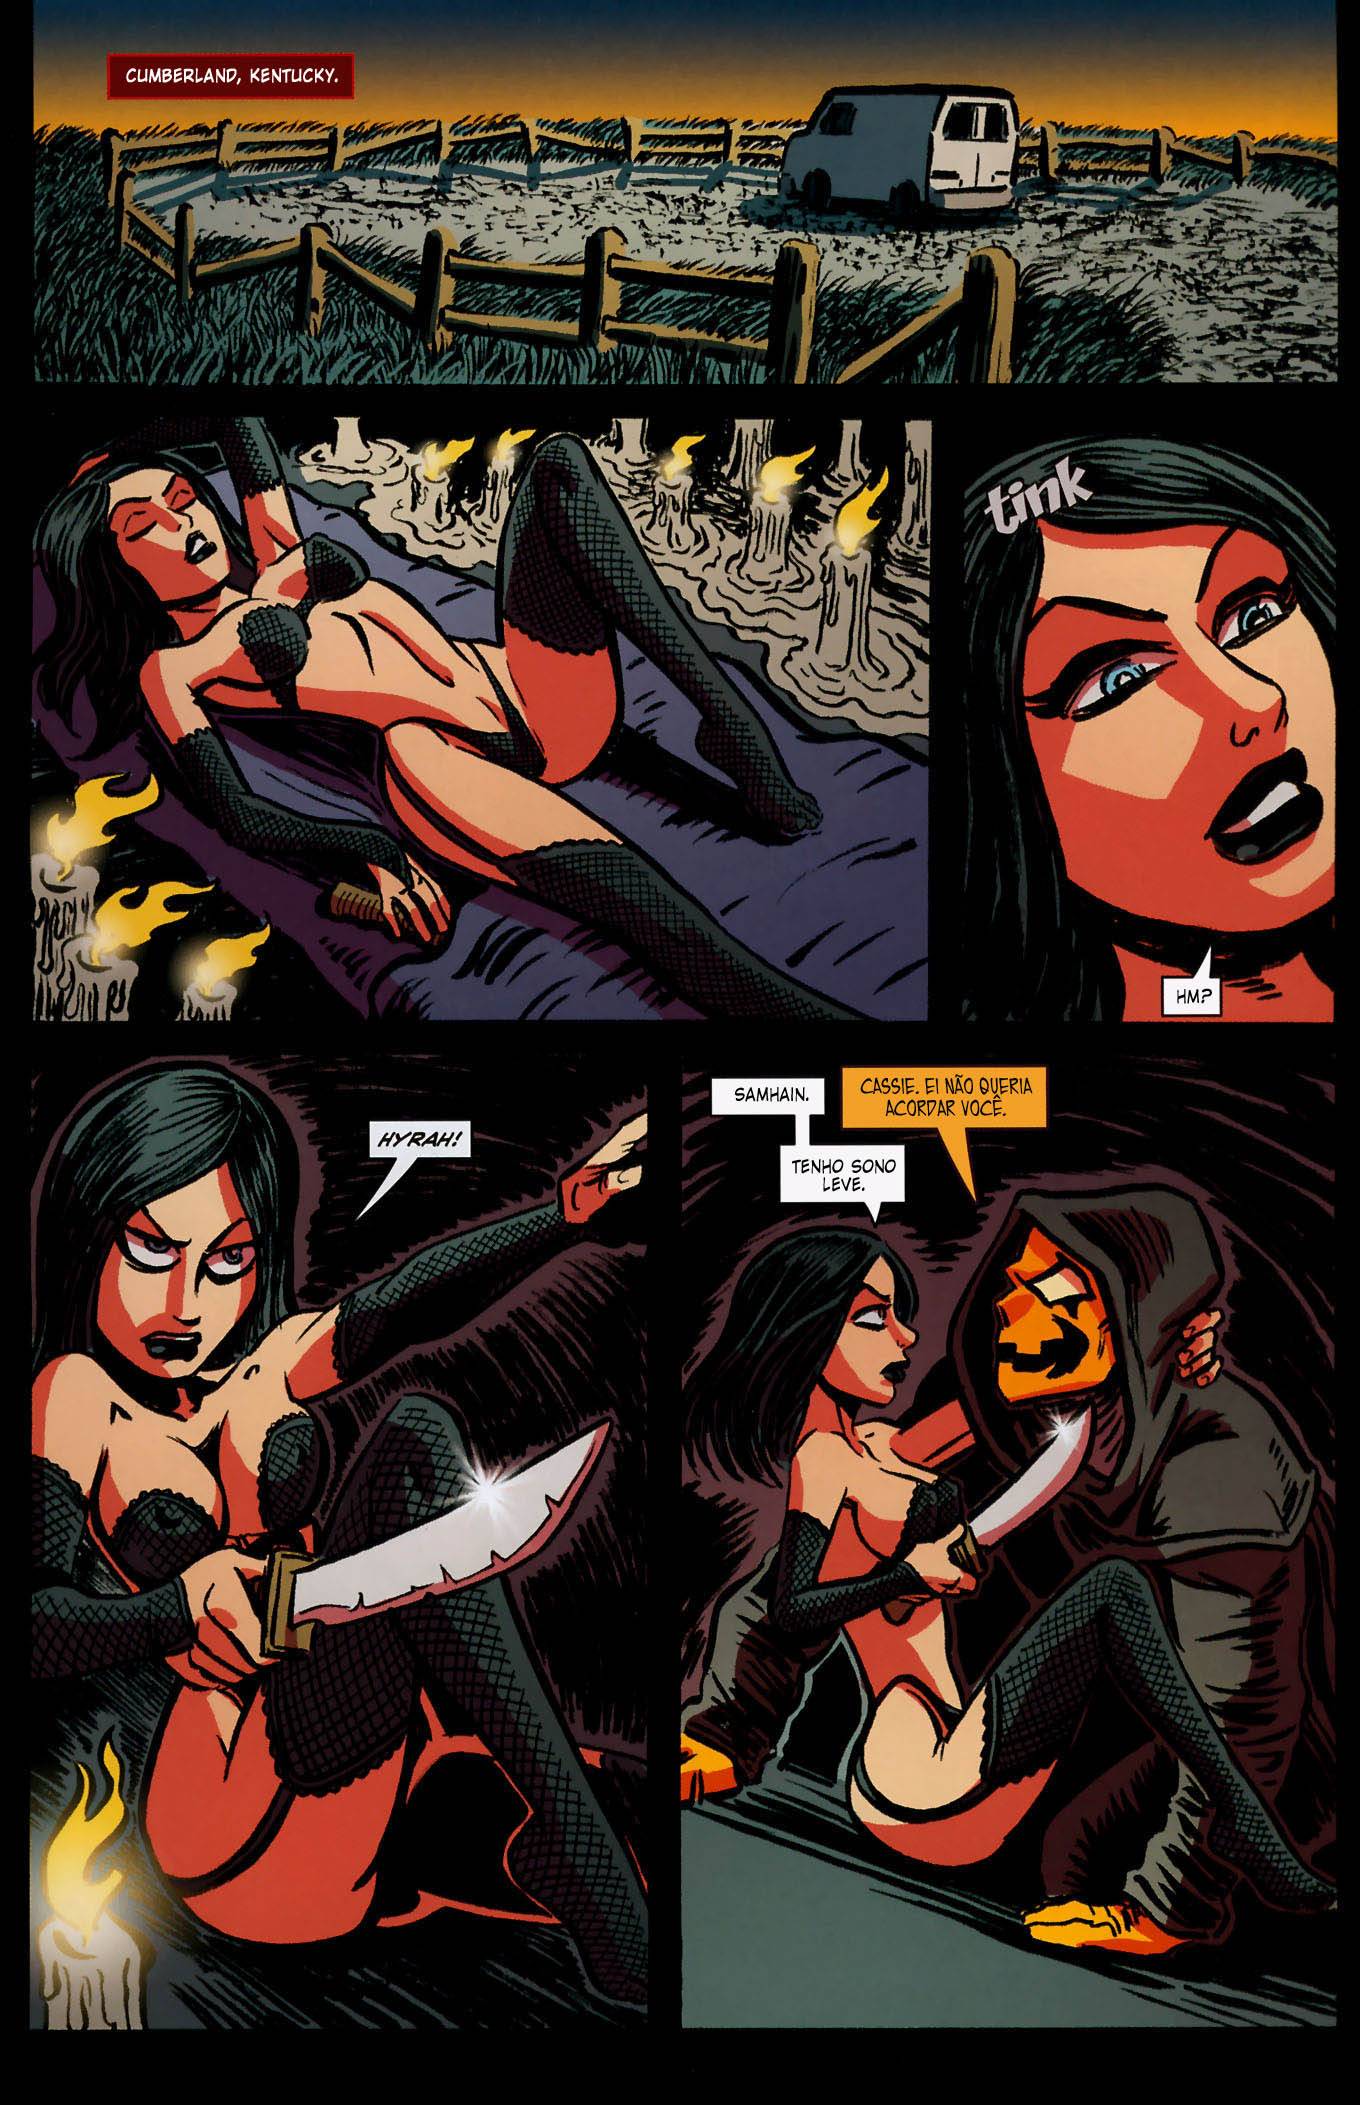 CUMBERLAND, KENTUCKY.
tink
HM?
HYRAH!
SAMHAIN.
CASSIE. EI NÃO QUERIA
ACORDAR VOCÊ.
TENHO SONO
LEVE.